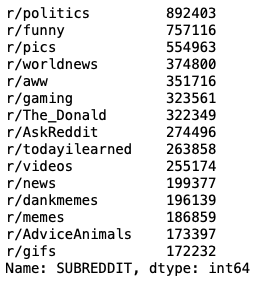 r/politics 892403
r/funny 757116
r/pics 554963
r/worldnews 374800
r/aww 351716
r/gaming 323561
r/The_Donald 322349
r/AskReddit 274496
r/todayilearned 263858
r/videos 255174
r/news 199377
r/dankmemes 196139
r/memes 186859
r/AdviceAnimals 173397
r/gifs 172232
Name: SUBREDDIT, dtype: int64